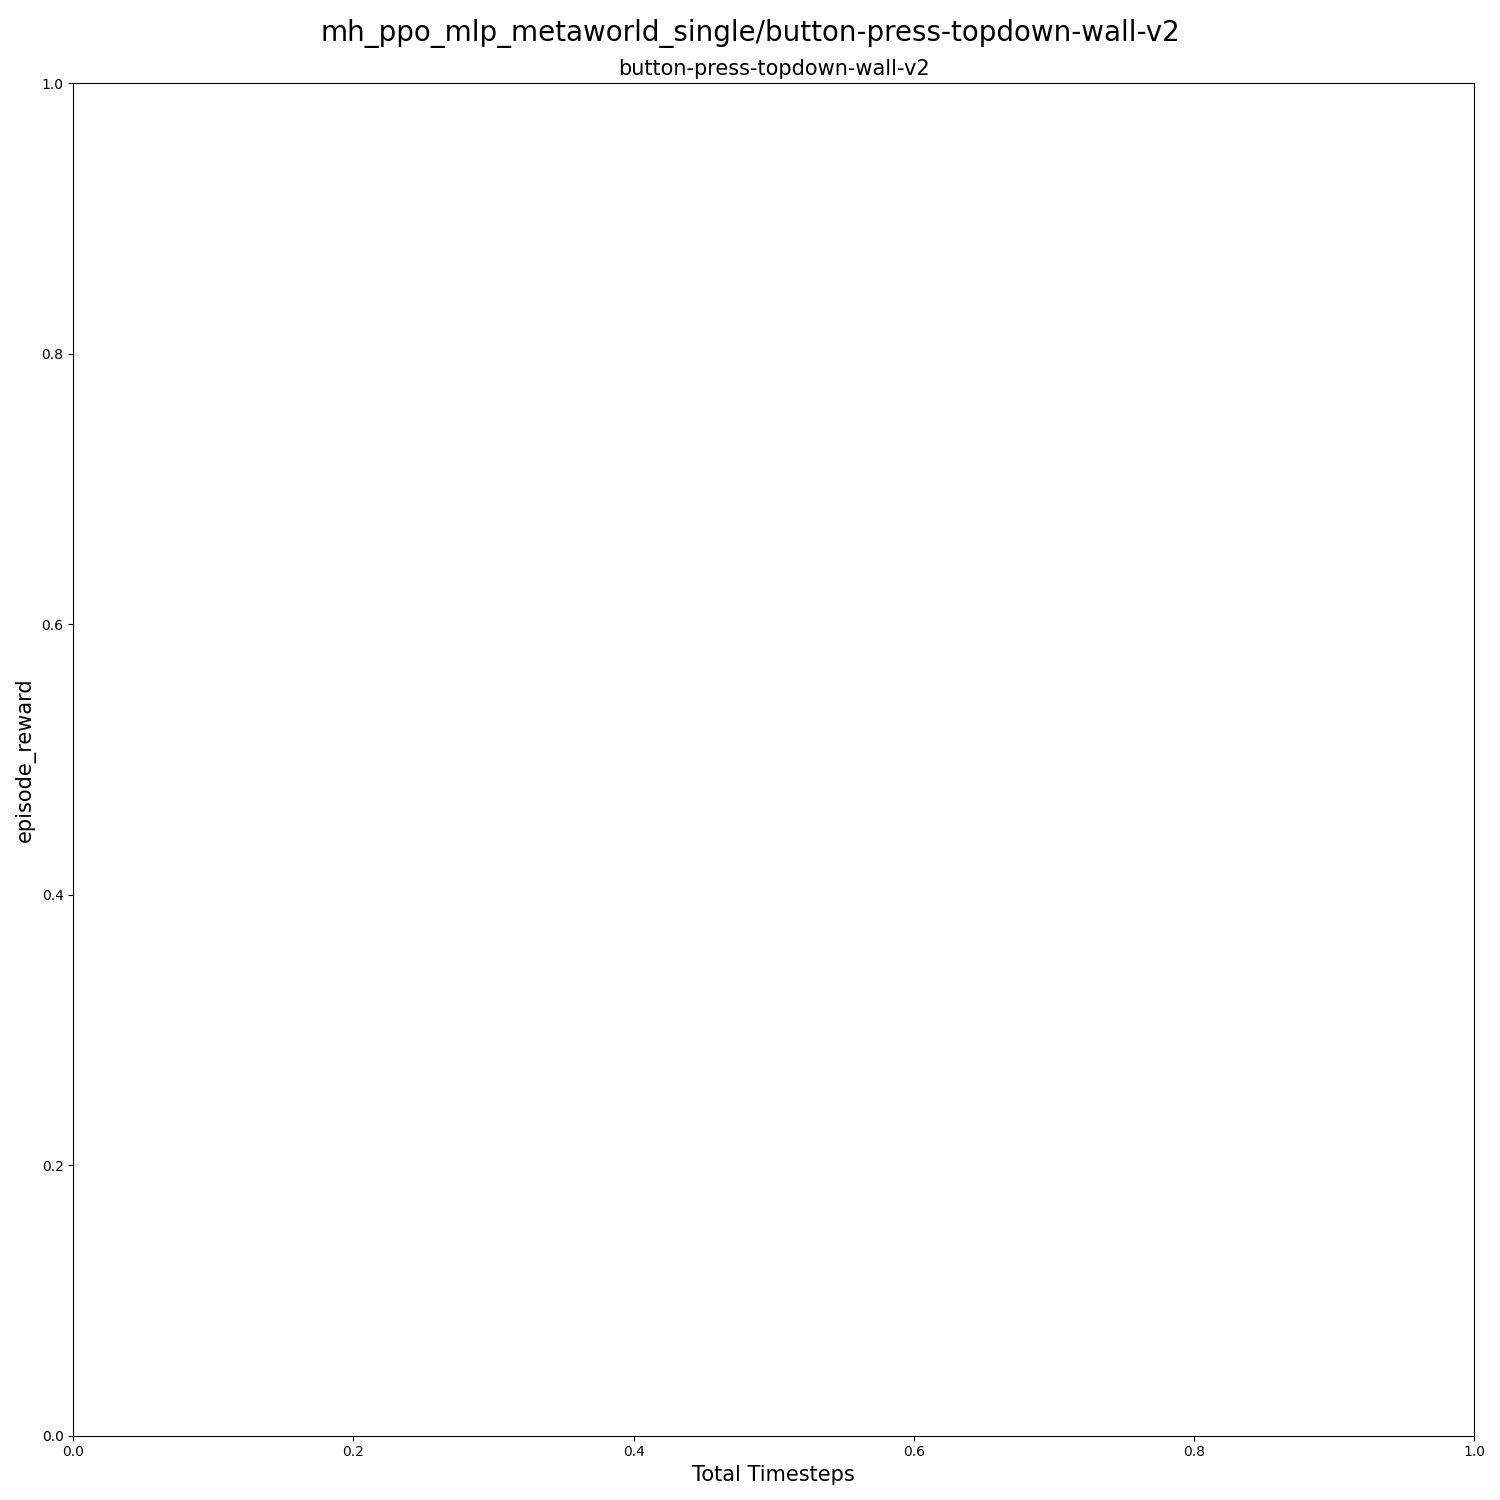 mh_ppo_mlp_metaworld_single/button-press-topdown-wall-v2
button-press-topdown-wall-v2
1.0
0.8
0.6
0.4
0.2
0.0
episode_reward
0.0 0.2 0.4 0.6 0.8 1.0
Total Timesteps